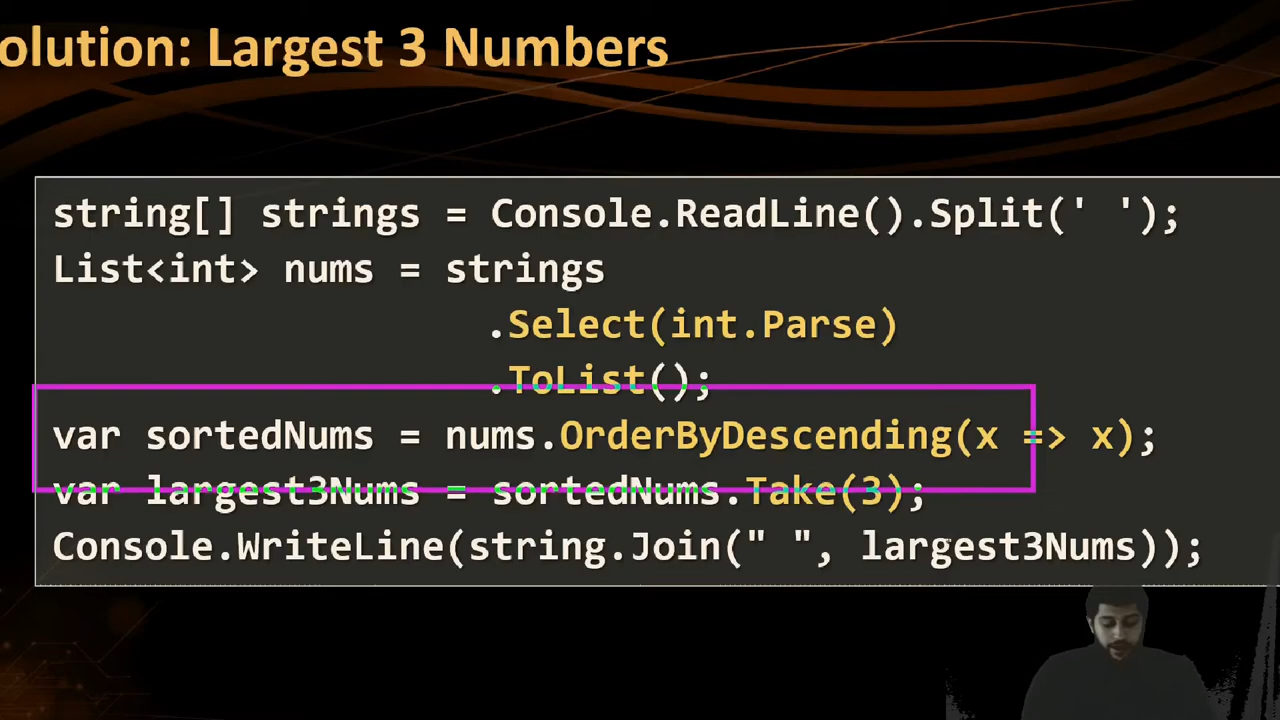 olution: Largest 3 Numbers
string[] strings = Console.ReadLine().Split(' ');
List<int> nums = strings
.Select(int.Parse)
.ToList();
var sortedNums = nums.OrderByDescending(x => x);
var largest3Nums = sortedNums.Take(3);
Console.WriteLine(string.Join(" ", largest3Nums));